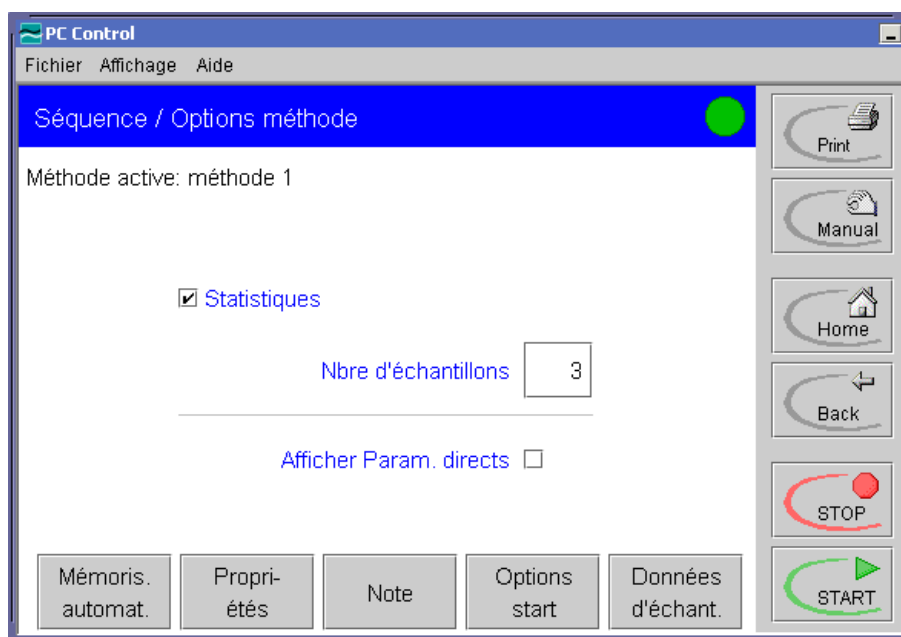 PC Control
Fichier Affichage Aide
Séquence / Options méthode
Méthode active: méthode 1
Statistiques
Nbre d'échantillons 3
Afficher Param. directs
Mémoris.
automat.
Propri-
étés
Note
Options
start
Données
d'échant.
Print
Manual
Home
Back
STOP
START